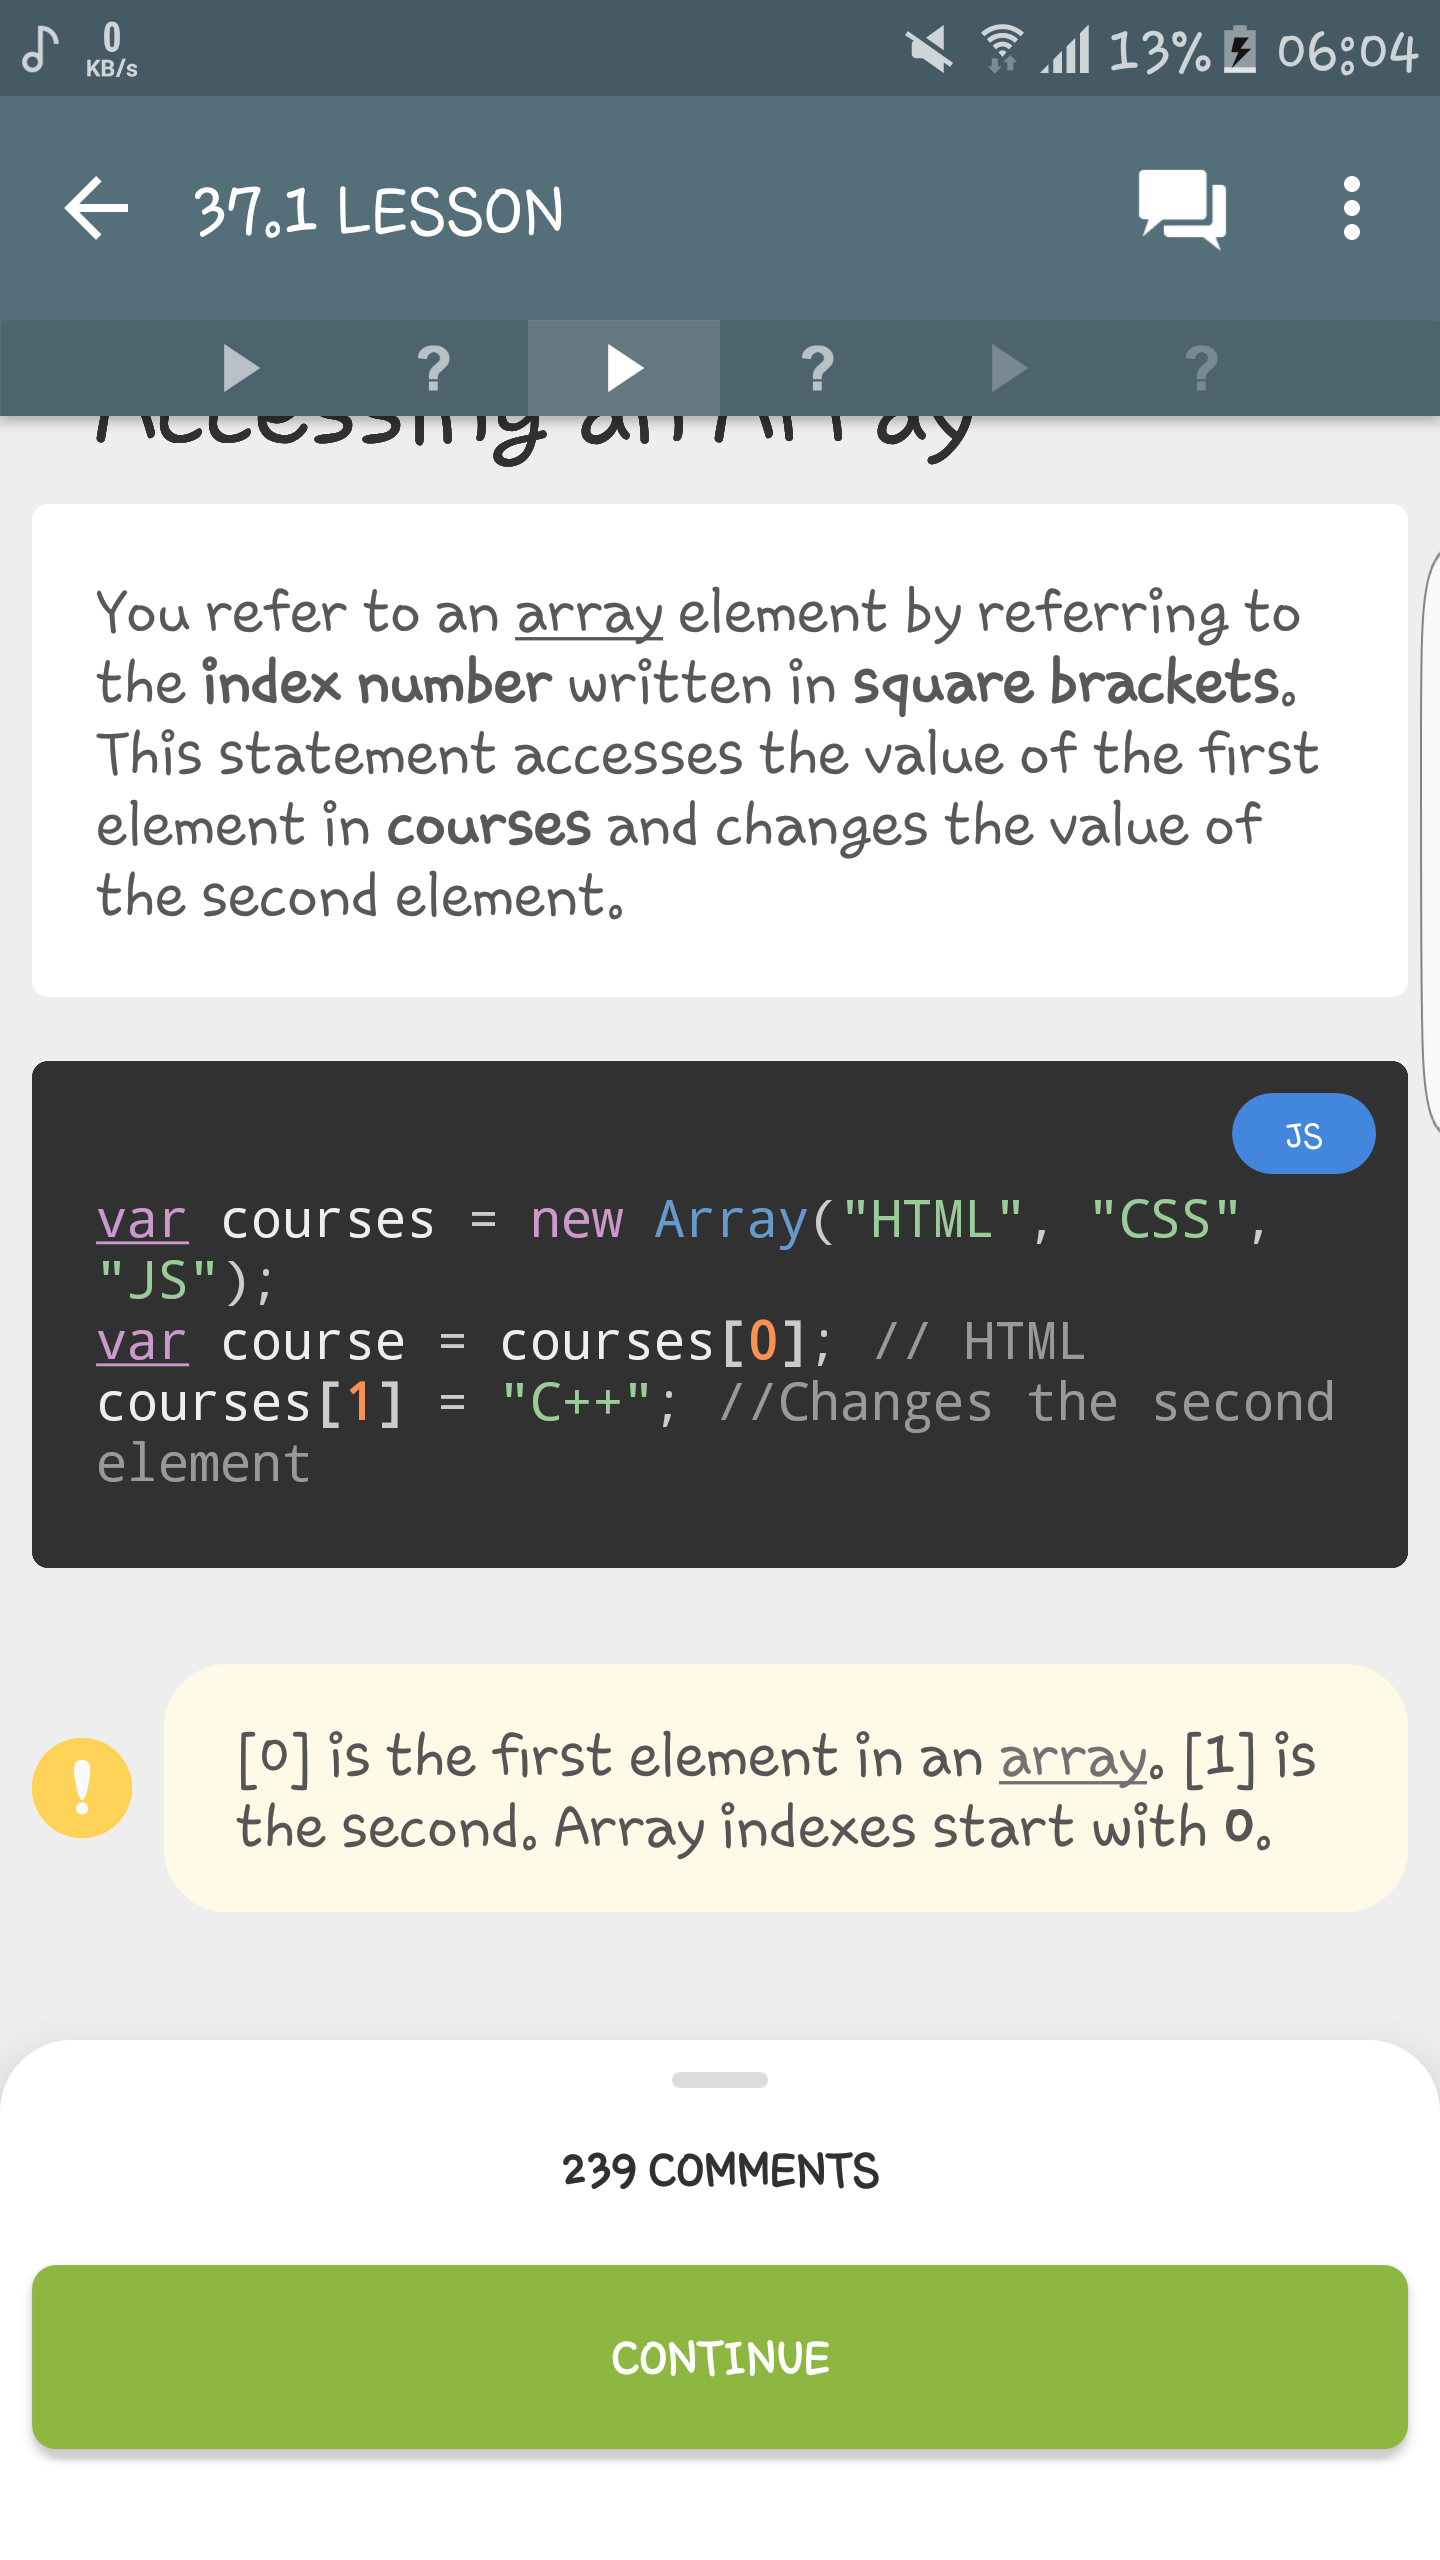 0
KB/s
13%
06:04
37.1 LESSON
?
?
?
Accessing an Array
You refer to an array element by referring to
the index number written in square brackets.
This statement accesses the value of the first
element in courses and changes the value of
the second element.
JS
var courses = new Array("HTML", "CSS",
"JS");
var course = courses[0]; // HTML
courses[1] = "C++"; //Changes the second
element
!
[0] is the first element in an array. [1] is
the second. Array indexes start with 0.
239 COMMENTS
CONTINUE